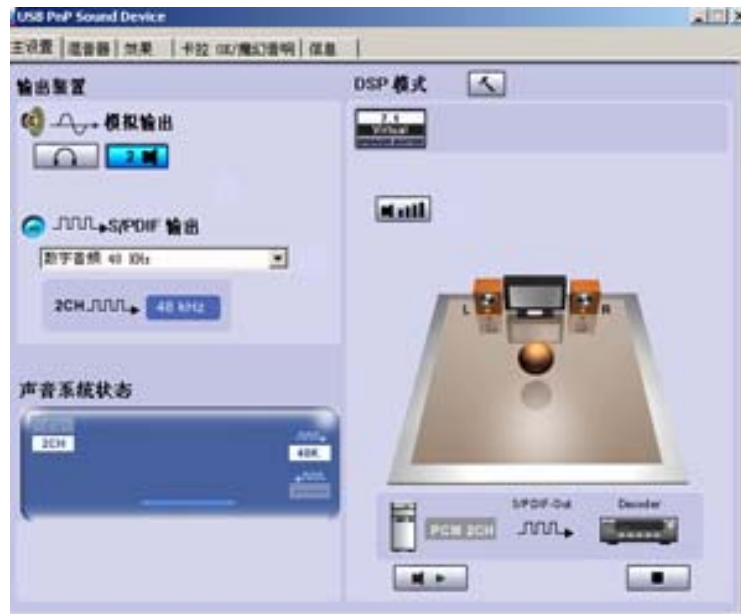 USB PnP Sound Device
主设置 混音器 效果 卡拉 OK/魔幻音响 信息
输出装置
模拟输出
2
S/PDIF 输出
数字音频 48 KHz
2CH 48 kHz
声音系统状态
2CH
48K
DSP 模式
7.1
Virtual
L R
S/PDIF-Out Decoder
PCM 2CH